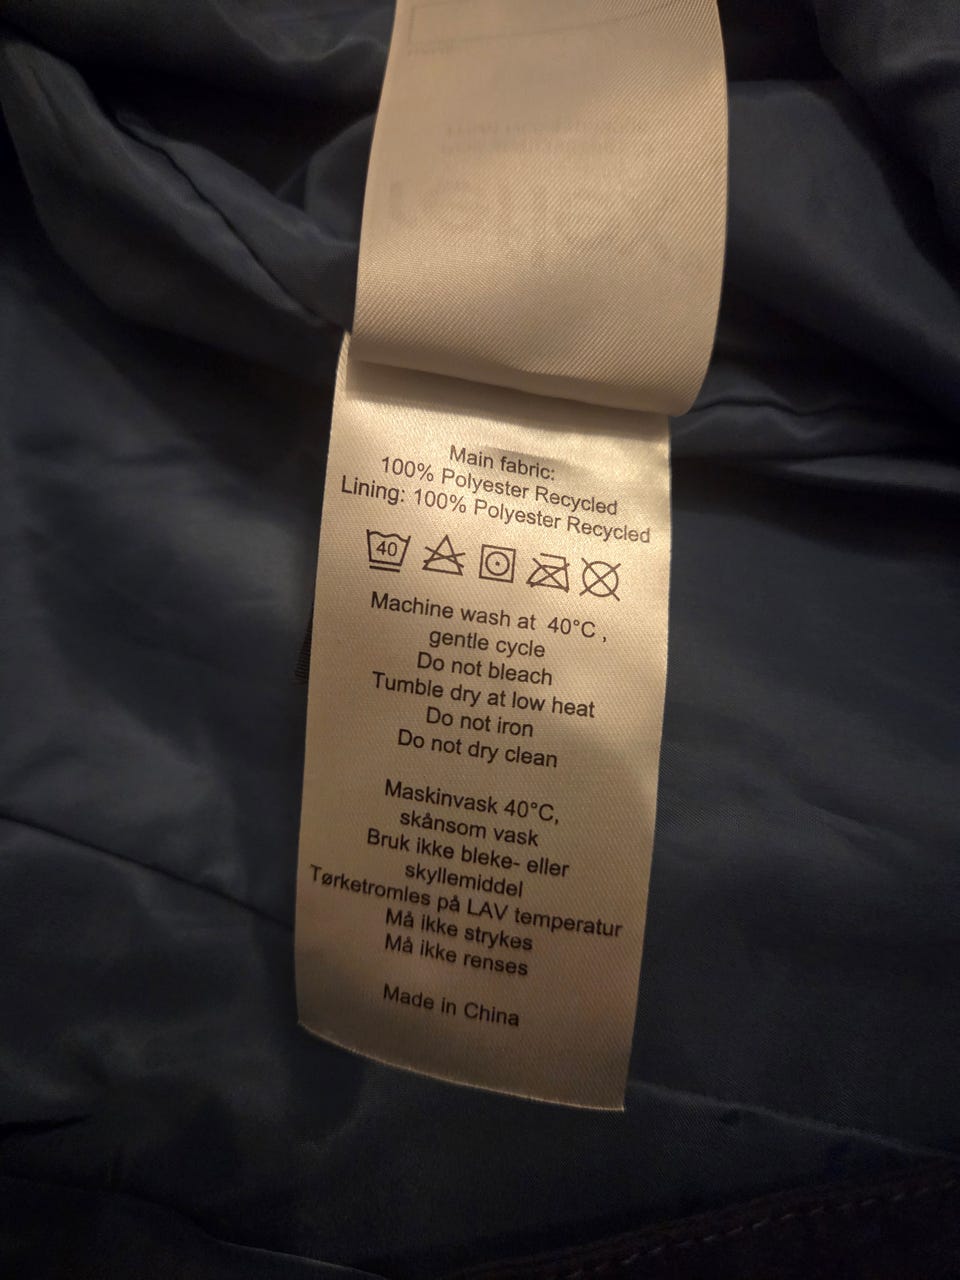 Main fabric:
100% Polyester Recycled
Lining: 100% Polyester Recycled
40
Machine wash at 40°C ,
gentle cycle
Do not bleach
Tumble dry at low heat
Do not iron
Do not dry clean
Maskinvask 40°C,
skånsom vask
Bruk ikke bleke- eller
skyllemiddel
Tørketromles på LAV temperatur
Må ikke strykes
Må ikke renses
Made in China